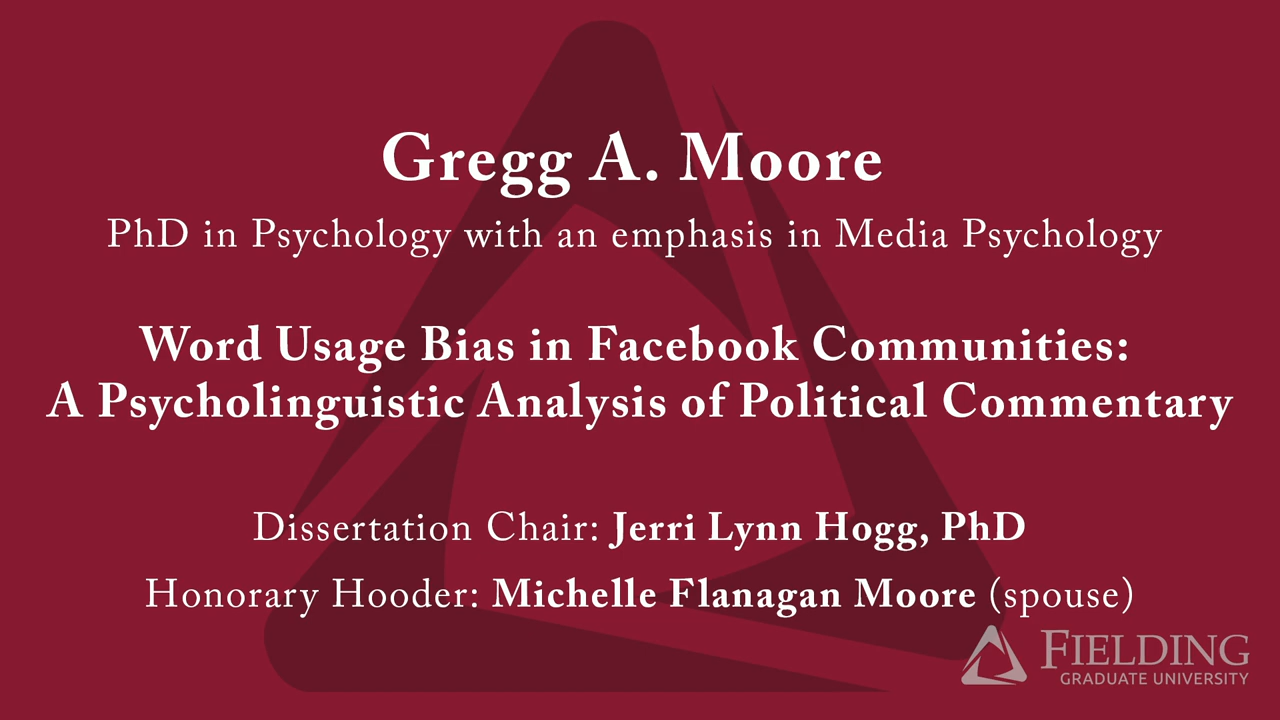 Gregg A. Moore
PhD in Psychology with an emphasis in Media Psychology
Word Usage Bias in Facebook Communities:
A Psycholinguistic Analysis of Political Commentary
Dissertation Chair: Jerri Lynn Hogg, PhD
Honorary Hooder: Michelle Flanagan Moore (spouse)
FIELDING
GRADUATE UNIVERSITY